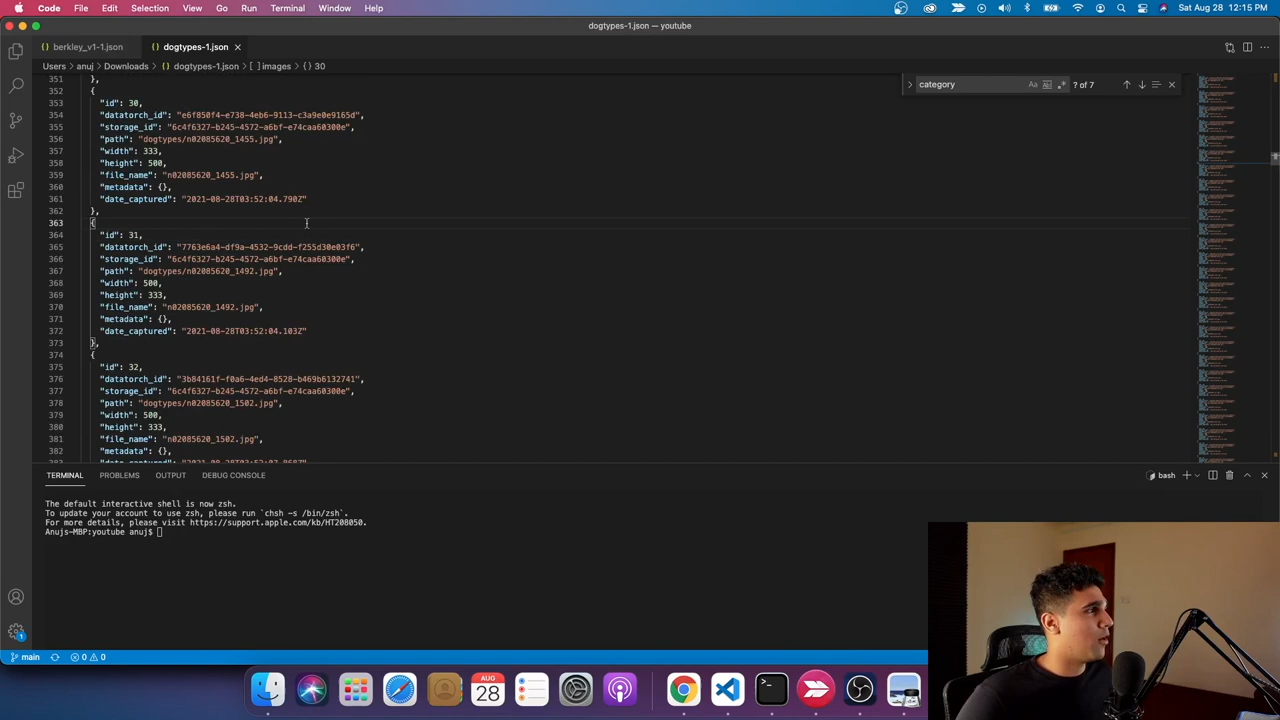 Code File Edit Selection View Go Run Terminal Window Help
Sat Aug 28 12:15 PM
dogtypes-1.json — youtube
berkley_v1-1.json dogtypes-1.json
Users > anuj > Downloads > dogtypes-1.json > [ ] images > { } 30
category
Aa
? of 7
351 },
352 {
353 "id": 30,
354 "datatorch_id": "e6f850f4-e738-4eb6-9113-c3a9e0e9165d",
355 "storage_id": "6c4f6327-b245-4572-a6bf-e74caa60300e",
356 "path": "dogtypes/n02085620_1455.jpg",
357 "width": 333,
358 "height": 500,
359 "file_name": "n02085620_1455.jpg",
360 "metadata": {},
361 "date_captured": "2021-08-28T03:52:04.790Z"
362 },
363 {
364 "id": 31,
365 "datatorch_id": "7763e6a4-df9a-4532-9cdd-f255d30e03f6",
366 "storage_id": "6c4f6327-b245-4572-a6bf-e74caa60300e",
367 "path": "dogtypes/n02085620_1492.jpg",
368 "width": 500,
369 "height": 333,
370 "file_name": "n02085620_1492.jpg",
371 "metadata": {},
372 "date_captured": "2021-08-28T03:52:04.103Z"
373 },
374 {
375 "id": 32,
376 "datatorch_id": "3b84161f-f0a6-4ed4-8528-b469b6132741",
377 "storage_id": "6c4f6327-b245-4572-a6bf-e74caa60300e",
378 "path": "dogtypes/n02085620_1502.jpg",
379 "width": 500,
380 "height": 333,
381 "file_name": "n02085620_1502.jpg",
382 "metadata": {},
TERMINAL PROBLEMS OUTPUT DEBUG CONSOLE
bash
The default interactive shell is now zsh.
To update your account to use zsh, please run `chsh -s /bin/zsh`.
For more details, please visit https://support.apple.com/kb/HT208050.
Anujs-MBP:youtube anuj$
main 0 0
1
AUG
28